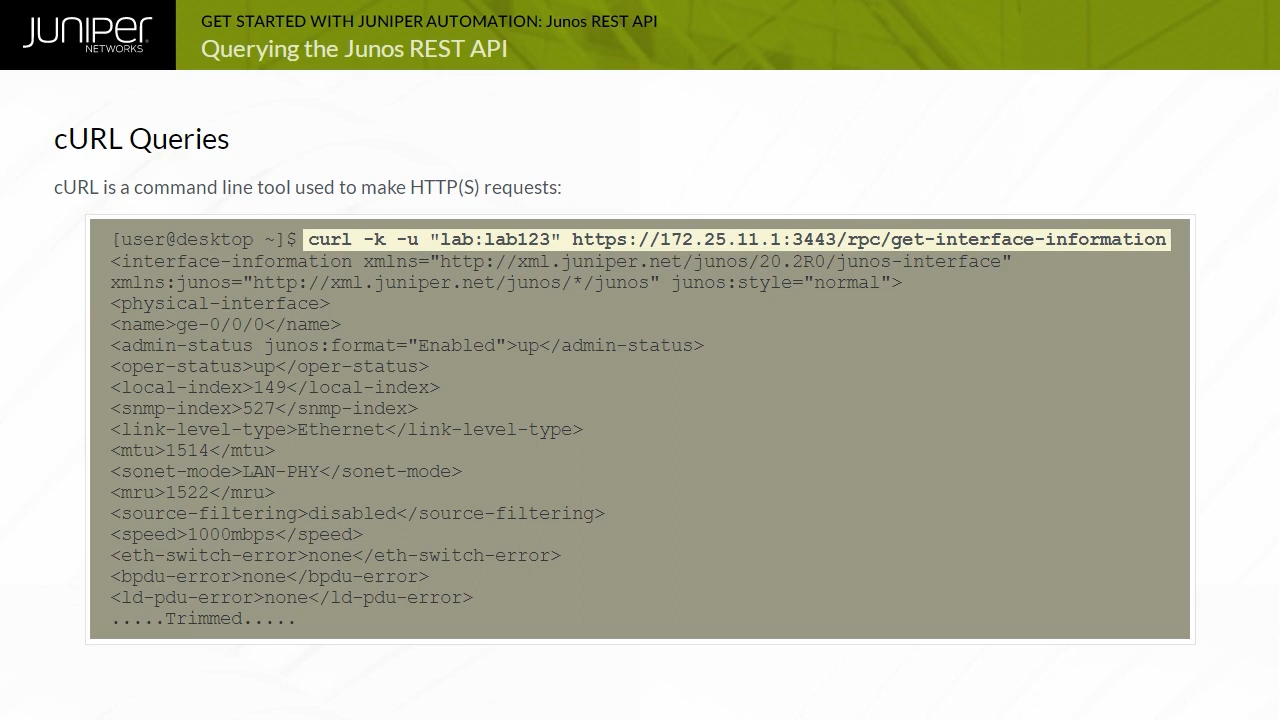 JUNIPER
NETWORKS
GET STARTED WITH JUNIPER AUTOMATION: Junos REST API
Querying the Junos REST API
cURL Queries
cURL is a command line tool used to make HTTP(S) requests:
[user@desktop ~]$ curl -k -u "lab:lab123" https://172.25.11.1:3443/rpc/get-interface-information
<interface-information xmlns="http://xml.juniper.net/junos/20.2R0/junos-interface"
xmlns:junos="http://xml.juniper.net/junos/*/junos" junos:style="normal">
<physical-interface>
<name>ge-0/0/0</name>
<admin-status junos:format="Enabled">up</admin-status>
<oper-status>up</oper-status>
<local-index>149</local-index>
<snmp-index>527</snmp-index>
<link-level-type>Ethernet</link-level-type>
<mtu>1514</mtu>
<sonet-mode>LAN-PHY</sonet-mode>
<mru>1522</mru>
<source-filtering>disabled</source-filtering>
<speed>1000mbps</speed>
<eth-switch-error>none</eth-switch-error>
<bpdu-error>none</bpdu-error>
<ld-pdu-error>none</ld-pdu-error>
.....Trimmed.....